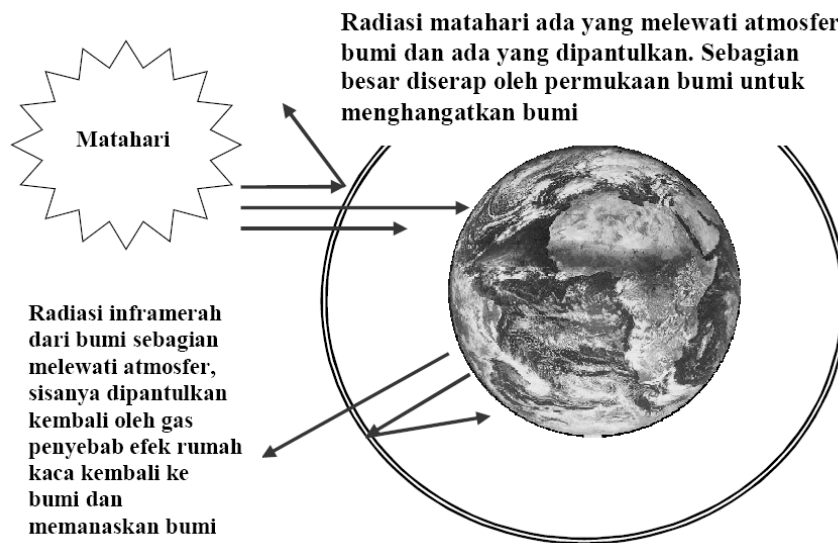 Radiasi matahari ada yang melewati atmosfer
bumi dan ada yang dipantulkan. Sebagian
besar diserap oleh permukaan bumi untuk
menghangatkan bumi
Matahari
Radiasi inframerah
dari bumi sebagian
melewati atmosfer,
sisanya dipantulkan
kembali oleh gas
penyebab efek rumah
kaca kembali ke
bumi dan
memanaskan bumi